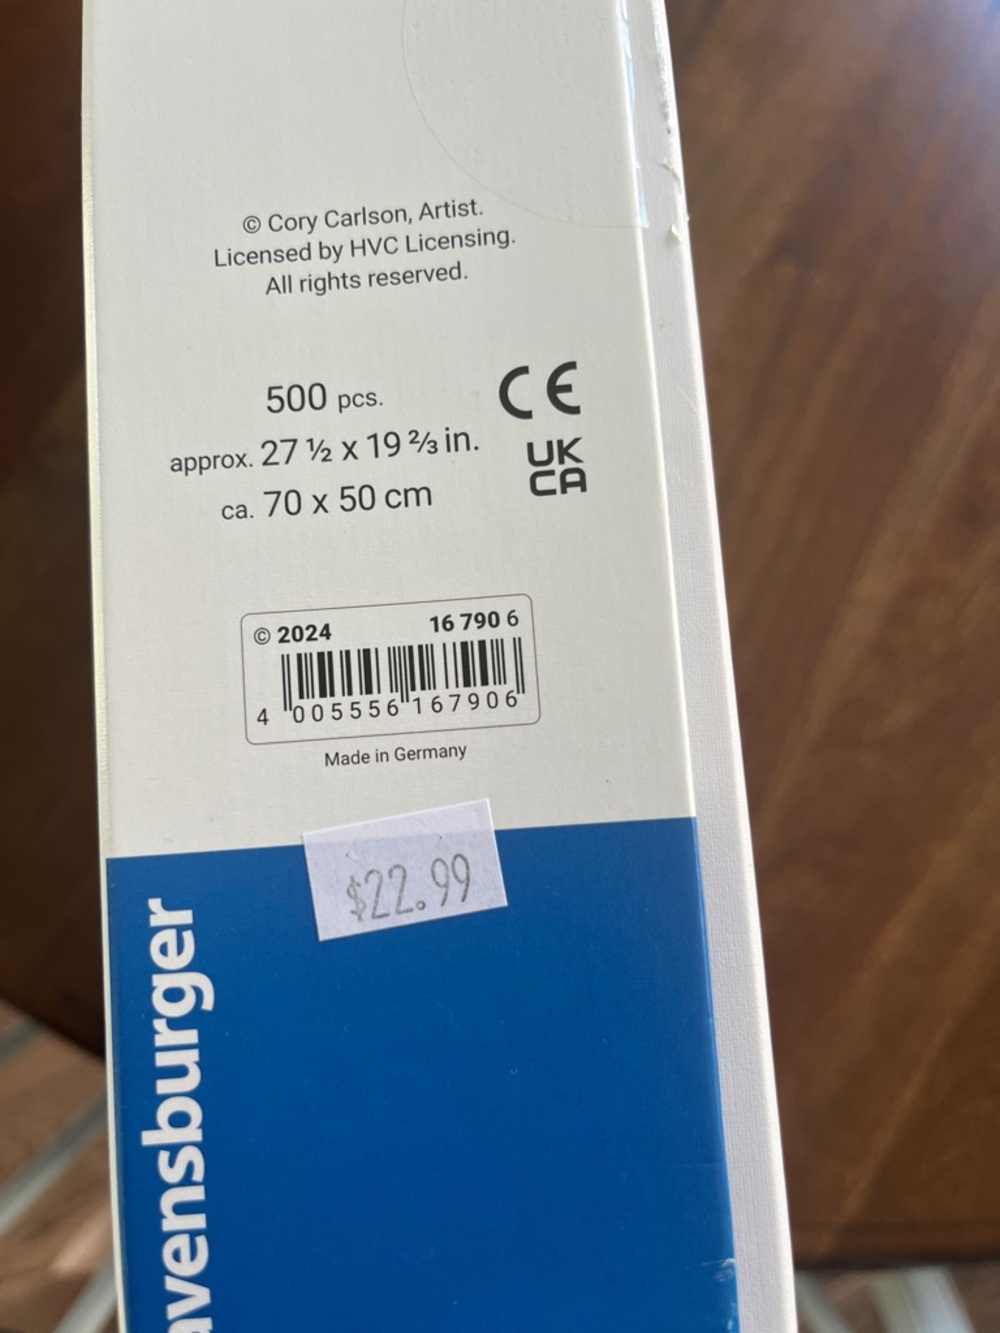 © Cory Carlson, Artist.
Licensed by HVC Licensing.
All rights reserved.
500 pcs.
approx. 27 ½ x 19 ⅔ in.
ca. 70 x 50 cm
CE
UK
CA
© 2024 16 790 6
4 005556 167906
Made in Germany
$22.99
avensburger